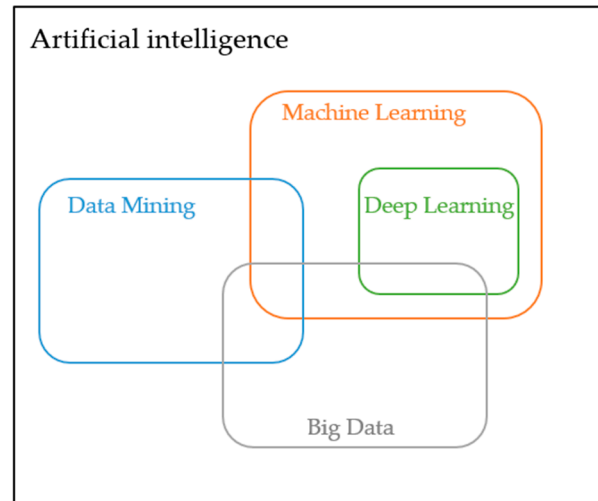 Artificial intelligence
Machine Learning
Data Mining
Deep Learning
Big Data